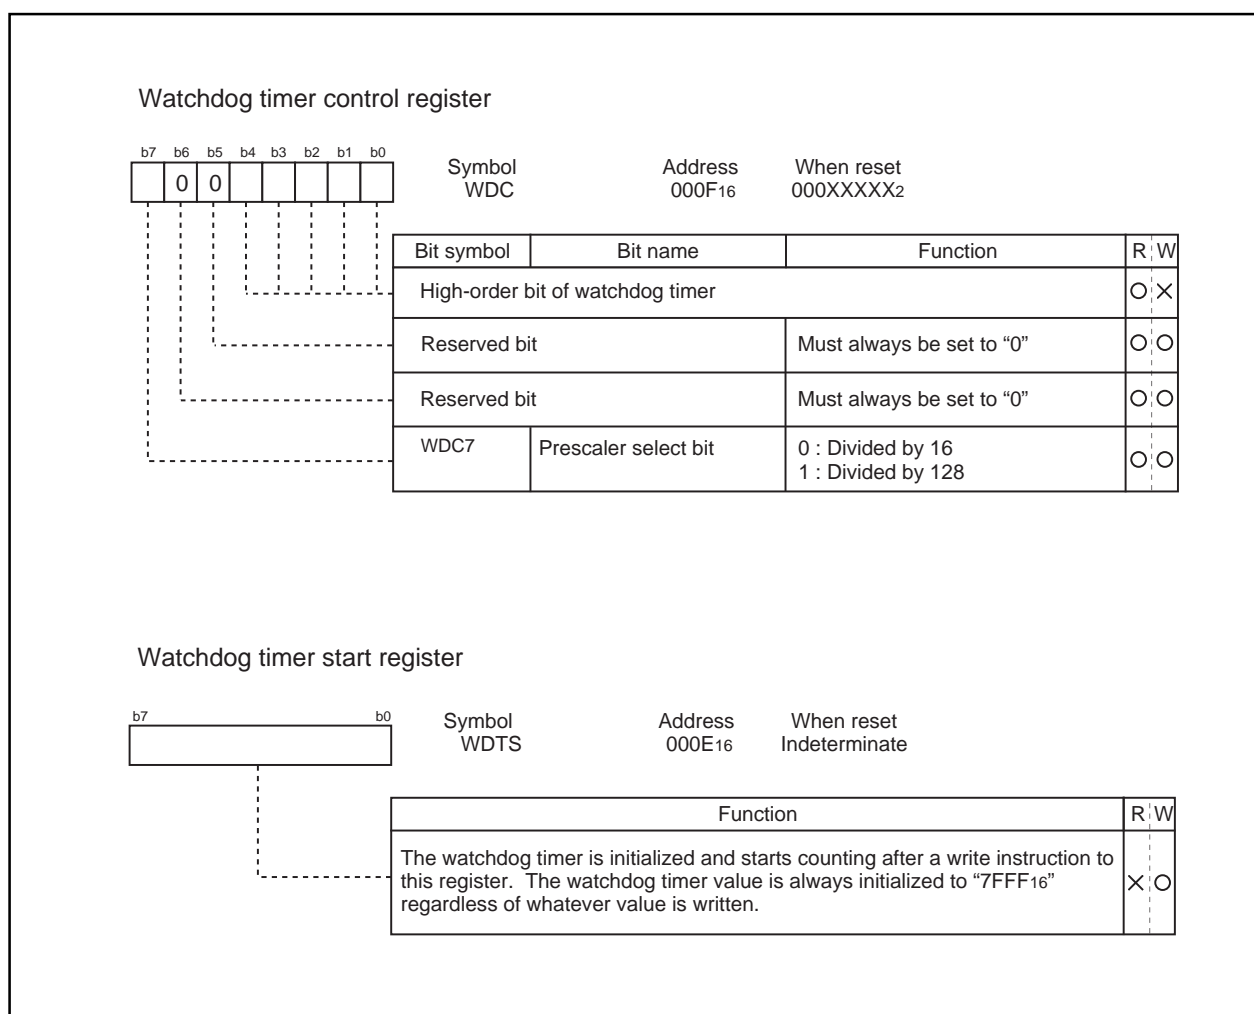 Watchdog timer control register
b7 b6 b5 b4 b3 b2 b1 b0
0 0
Symbol Address When reset
WDC 000F16 000XXXXX2
Bit symbol Bit name Function R W
High-order bit of watchdog timer
Reserved bit Must always be set to “0”
Reserved bit Must always be set to “0”
WDC7 Prescaler select bit 0 : Divided by 16
1 : Divided by 128
Watchdog timer start register
b7 b0
Symbol Address When reset
WDTS 000E16 Indeterminate
Function R W
The watchdog timer is initialized and starts counting after a write instruction to
this register. The watchdog timer value is always initialized to “7FFF16”
regardless of whatever value is written.